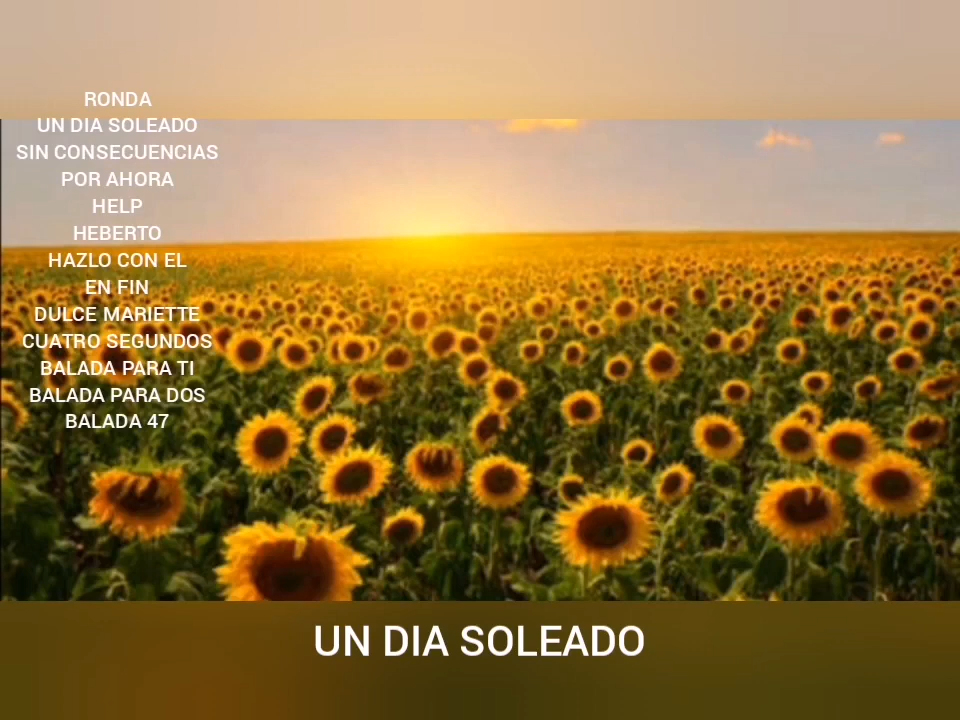 RONDA
UN DIA SOLEADO
SIN CONSECUENCIAS
POR AHORA
HELP
HEBERTO
HAZLO CON EL
EN FIN
DULCE MARIETTE
CUATRO SEGUNDOS
BALADA PARA TI
BALADA PARA DOS
BALADA 47
UN DIA SOLEADO